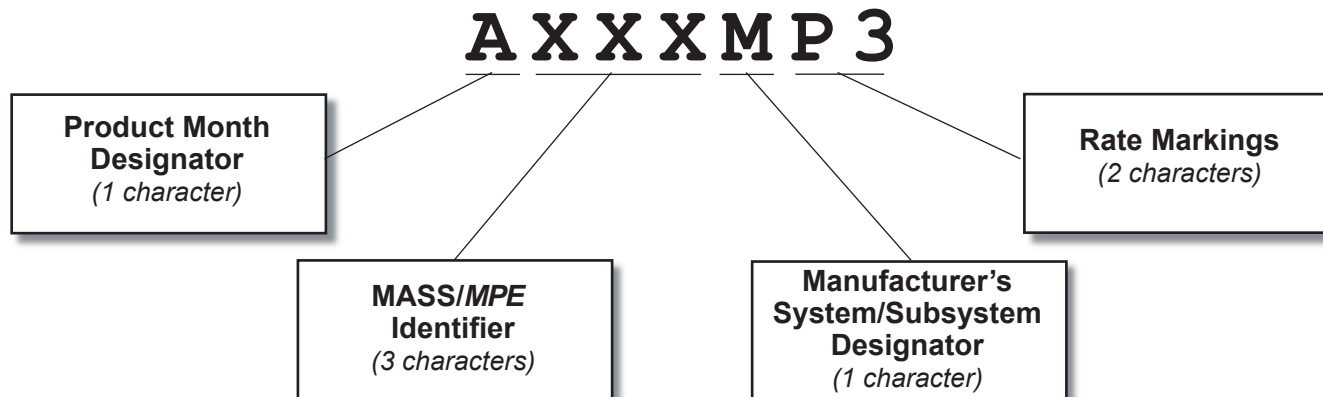 A X X X M P 3
Product Month
Designator
(1 character)
Rate Markings
(2 characters)
MASS/MPE
Identifier
(3 characters)
Manufacturer’s
System/Subsystem
Designator
(1 character)